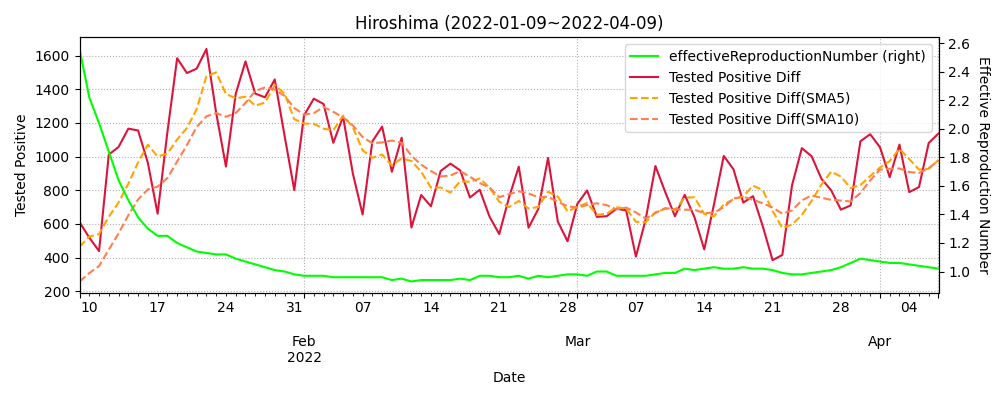 Hiroshima (2022-01-09~2022-04-09)
effectiveReproductionNumber (right)
Tested Positive Diff
Tested Positive Diff(SMA5)
Tested Positive Diff(SMA10)
Tested Positive
1600
1400
1200
1000
800
600
400
200
2.6
2.4
2.2
2.0
1.8
1.6
1.4
1.2
1.0
Effective Reproduction Number
10 17 24 31 07 14 21 28 07 14 21 28 04
Feb Mar Apr
2022
Date